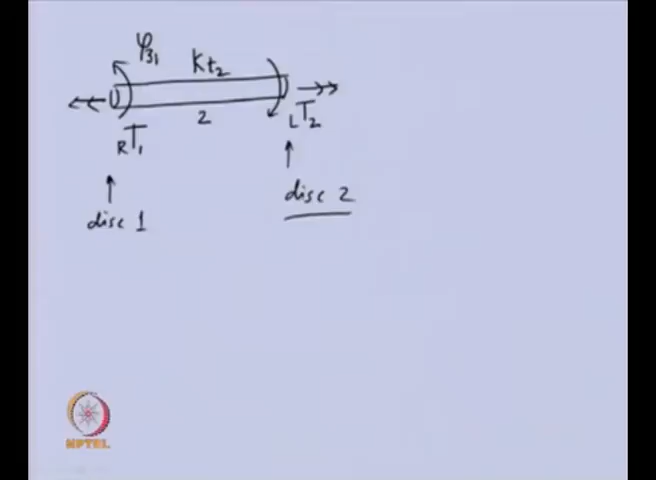 φ₃₁
Kt₂
2
RT₁
LT₂
disc 1
disc 2
NPTEL